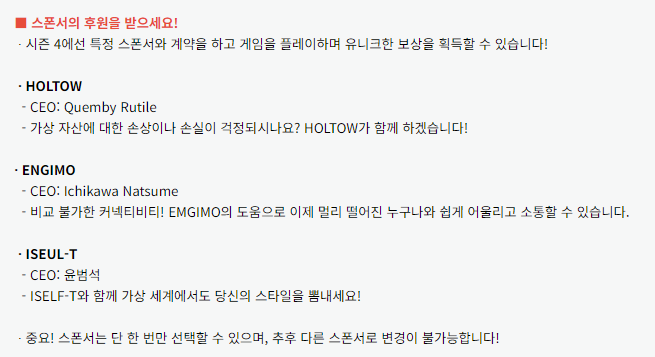 ■ 스폰서의 후원을 받으세요!
· 시즌 4에선 특정 스폰서와 계약을 하고 게임을 플레이하며 유니크한 보상을 획득할 수 있습니다!
· HOLTOW
- CEO: Quemby Rutile
- 가상 자산에 대한 손상이나 손실이 걱정되시나요? HOLTOW가 함께 하겠습니다!
· ENGIMO
- CEO: Ichikawa Natsume
- 비교 불가한 커넥티비티! EMGIMO의 도움으로 이제 멀리 떨어진 누구나와 쉽게 어울리고 소통할 수 있습니다.
· ISEUL-T
- CEO: 윤범석
- ISELF-T와 함께 가상 세계에서도 당신의 스타일을 뽐내세요!
· 중요! 스폰서는 단 한 번만 선택할 수 있으며, 추후 다른 스폰서로 변경이 불가능합니다!